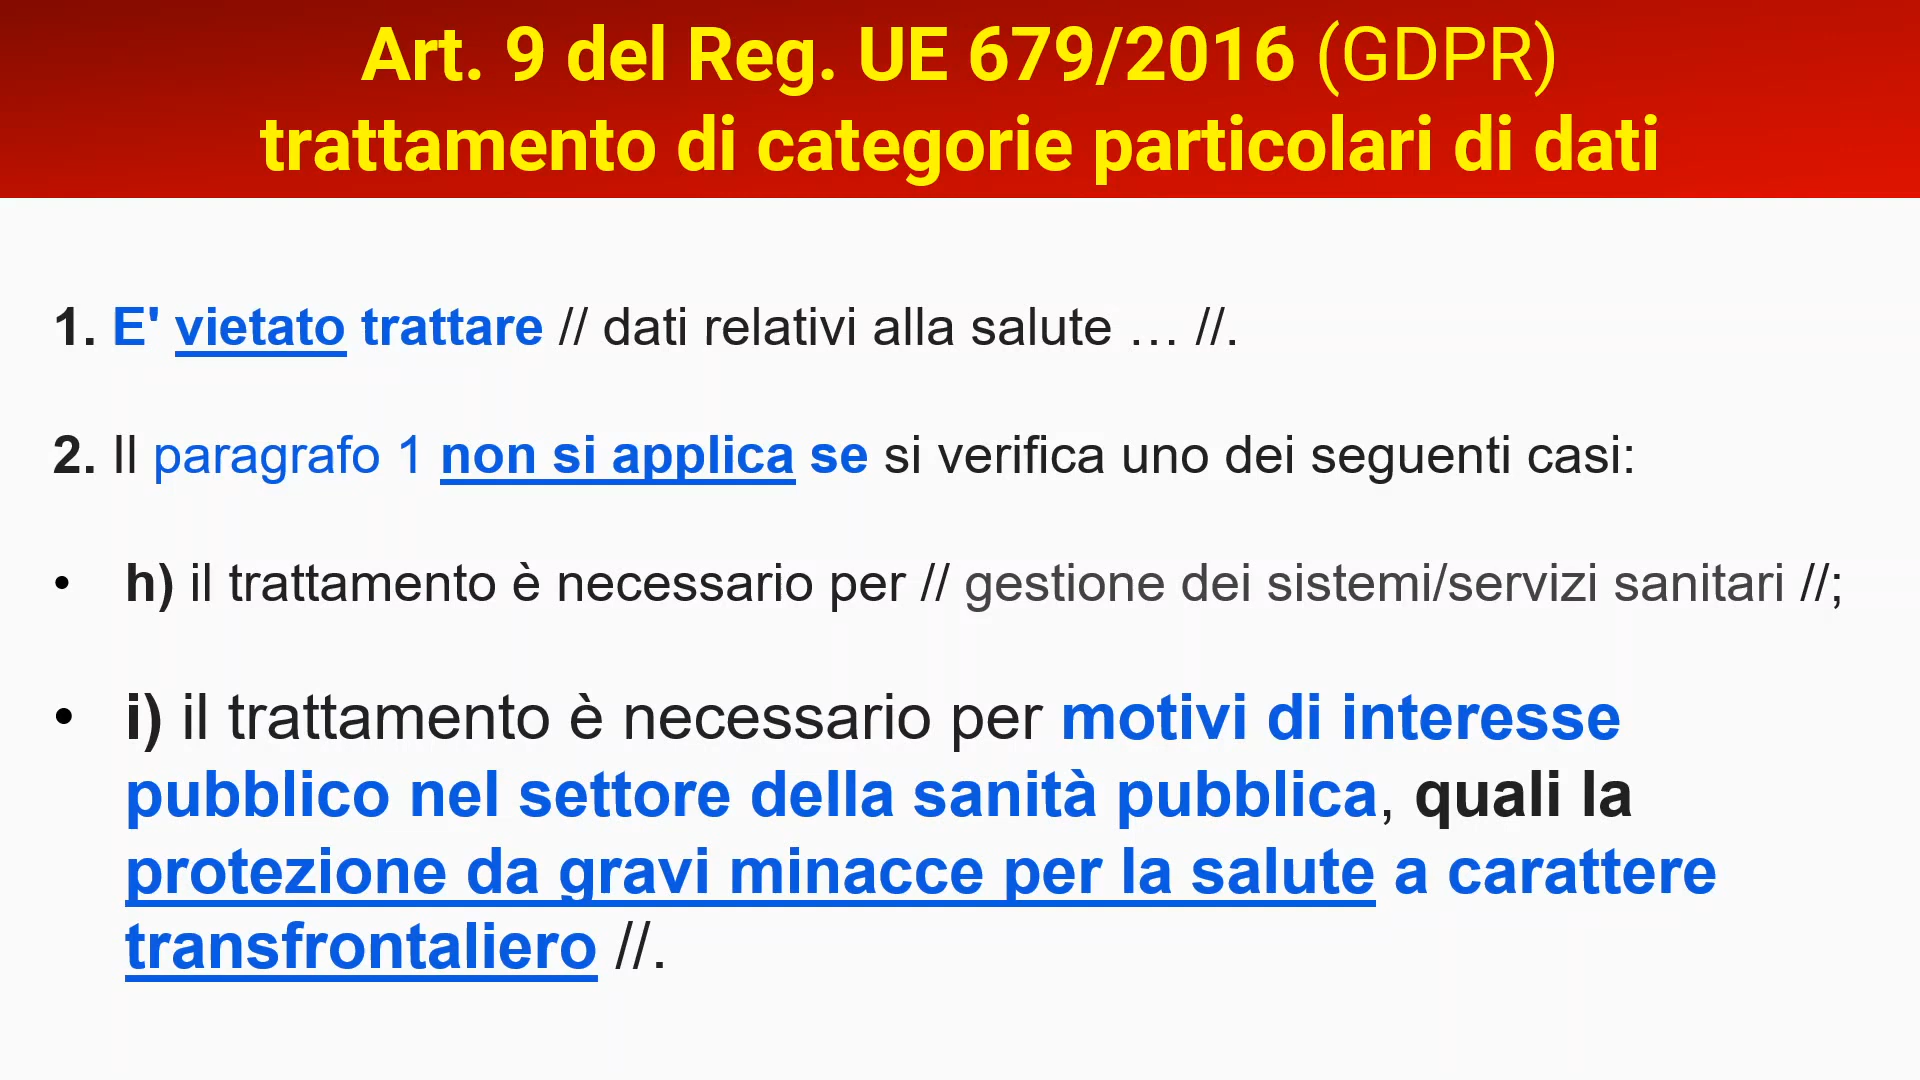 Art. 9 del Reg. UE 679/2016 (GDPR)
trattamento di categorie particolari di dati
1. E' vietato trattare // dati relativi alla salute … //.
2. Il paragrafo 1 non si applica se si verifica uno dei seguenti casi:
• h) il trattamento è necessario per // gestione dei sistemi/servizi sanitari //;
• i) il trattamento è necessario per motivi di interesse
pubblico nel settore della sanità pubblica, quali la
protezione da gravi minacce per la salute a carattere
transfrontaliero //.